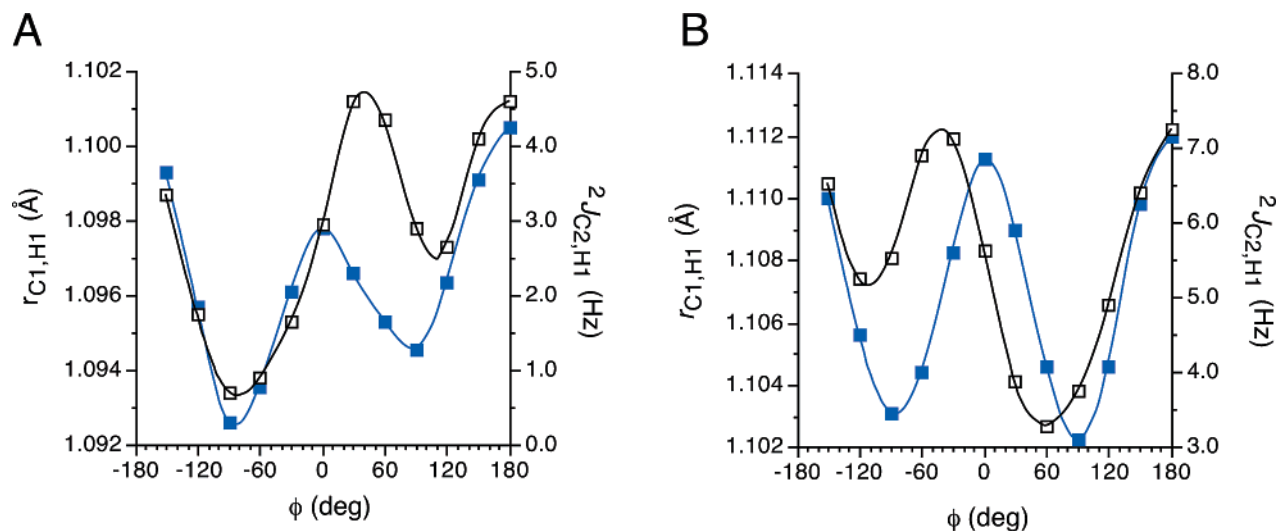 A
B
1.102
1.100
1.098
1.096
1.094
1.092
rC1,H1 (Å)
5.0
4.0
3.0
2.0
1.0
0.0
2JC2,H1 (Hz)
-180 -120 -60 0 60 120 180
ϕ (deg)
1.114
1.112
1.110
1.108
1.106
1.104
1.102
rC1,H1 (Å)
8.0
7.0
6.0
5.0
4.0
3.0
2JC2,H1 (Hz)
-180 -120 -60 0 60 120 180
ϕ (deg)